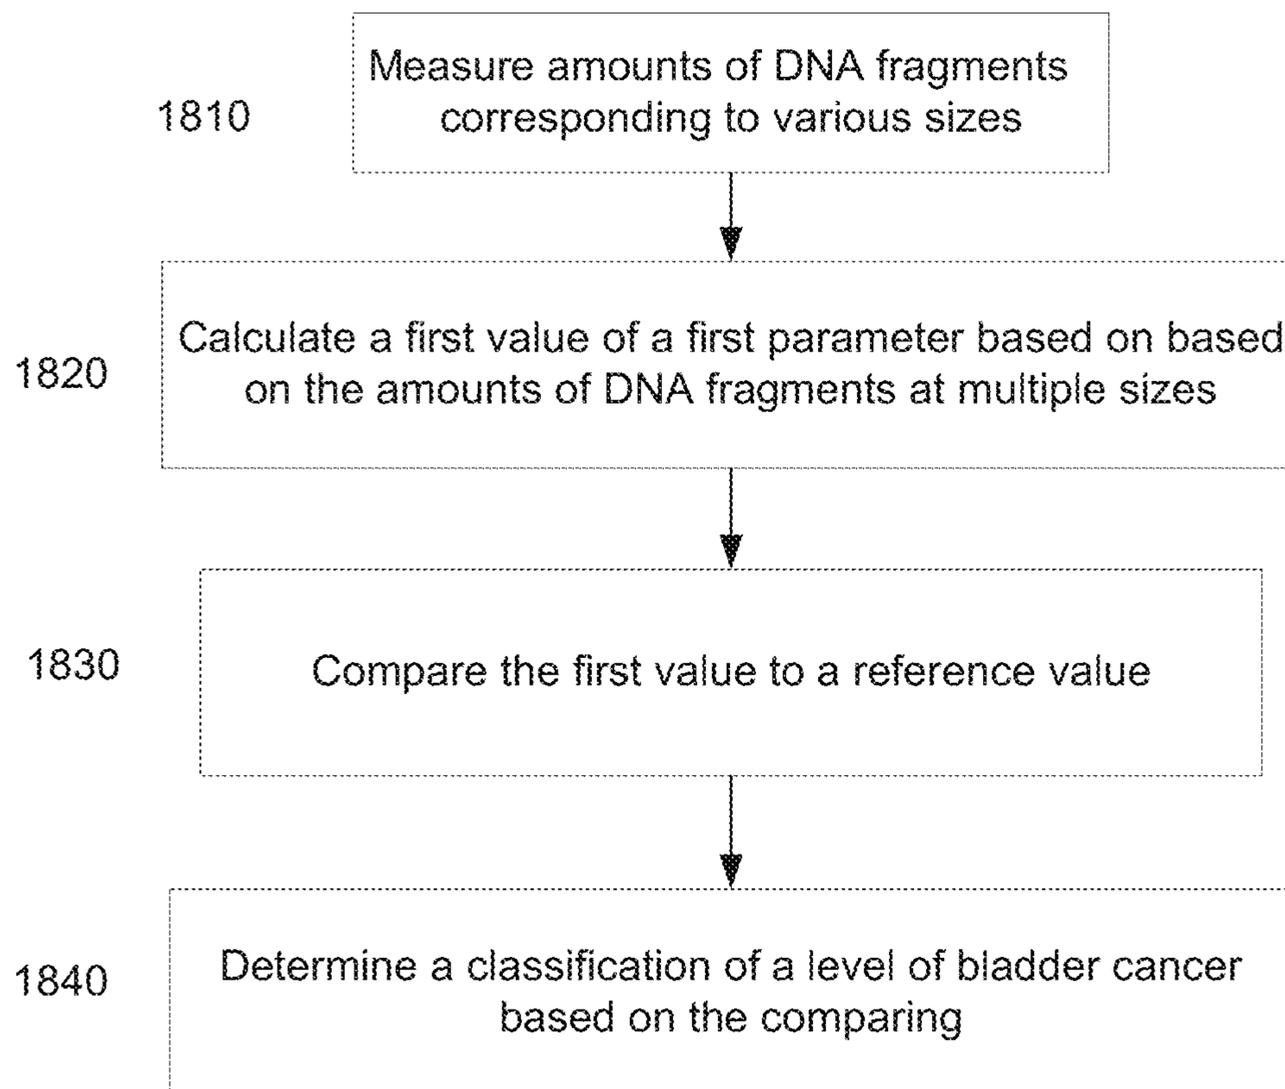 1810
Measure amounts of DNA fragments
corresponding to various sizes
1820
Calculate a first value of a first parameter based on based
on the amounts of DNA fragments at multiple sizes
1830
Compare the first value to a reference value
1840
Determine a classification of a level of bladder cancer
based on the comparing